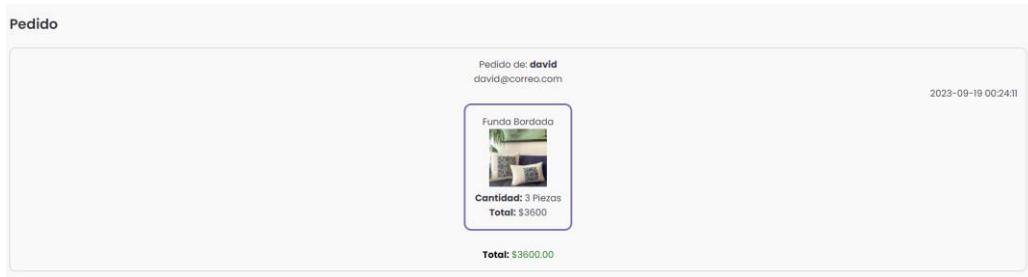 Pedido
Pedido de: david
david@correo.com
2023-09-19 00:24:11
Funda Bordada
Cantidad: 3 Piezas
Total: $3600
Total: $3600.00